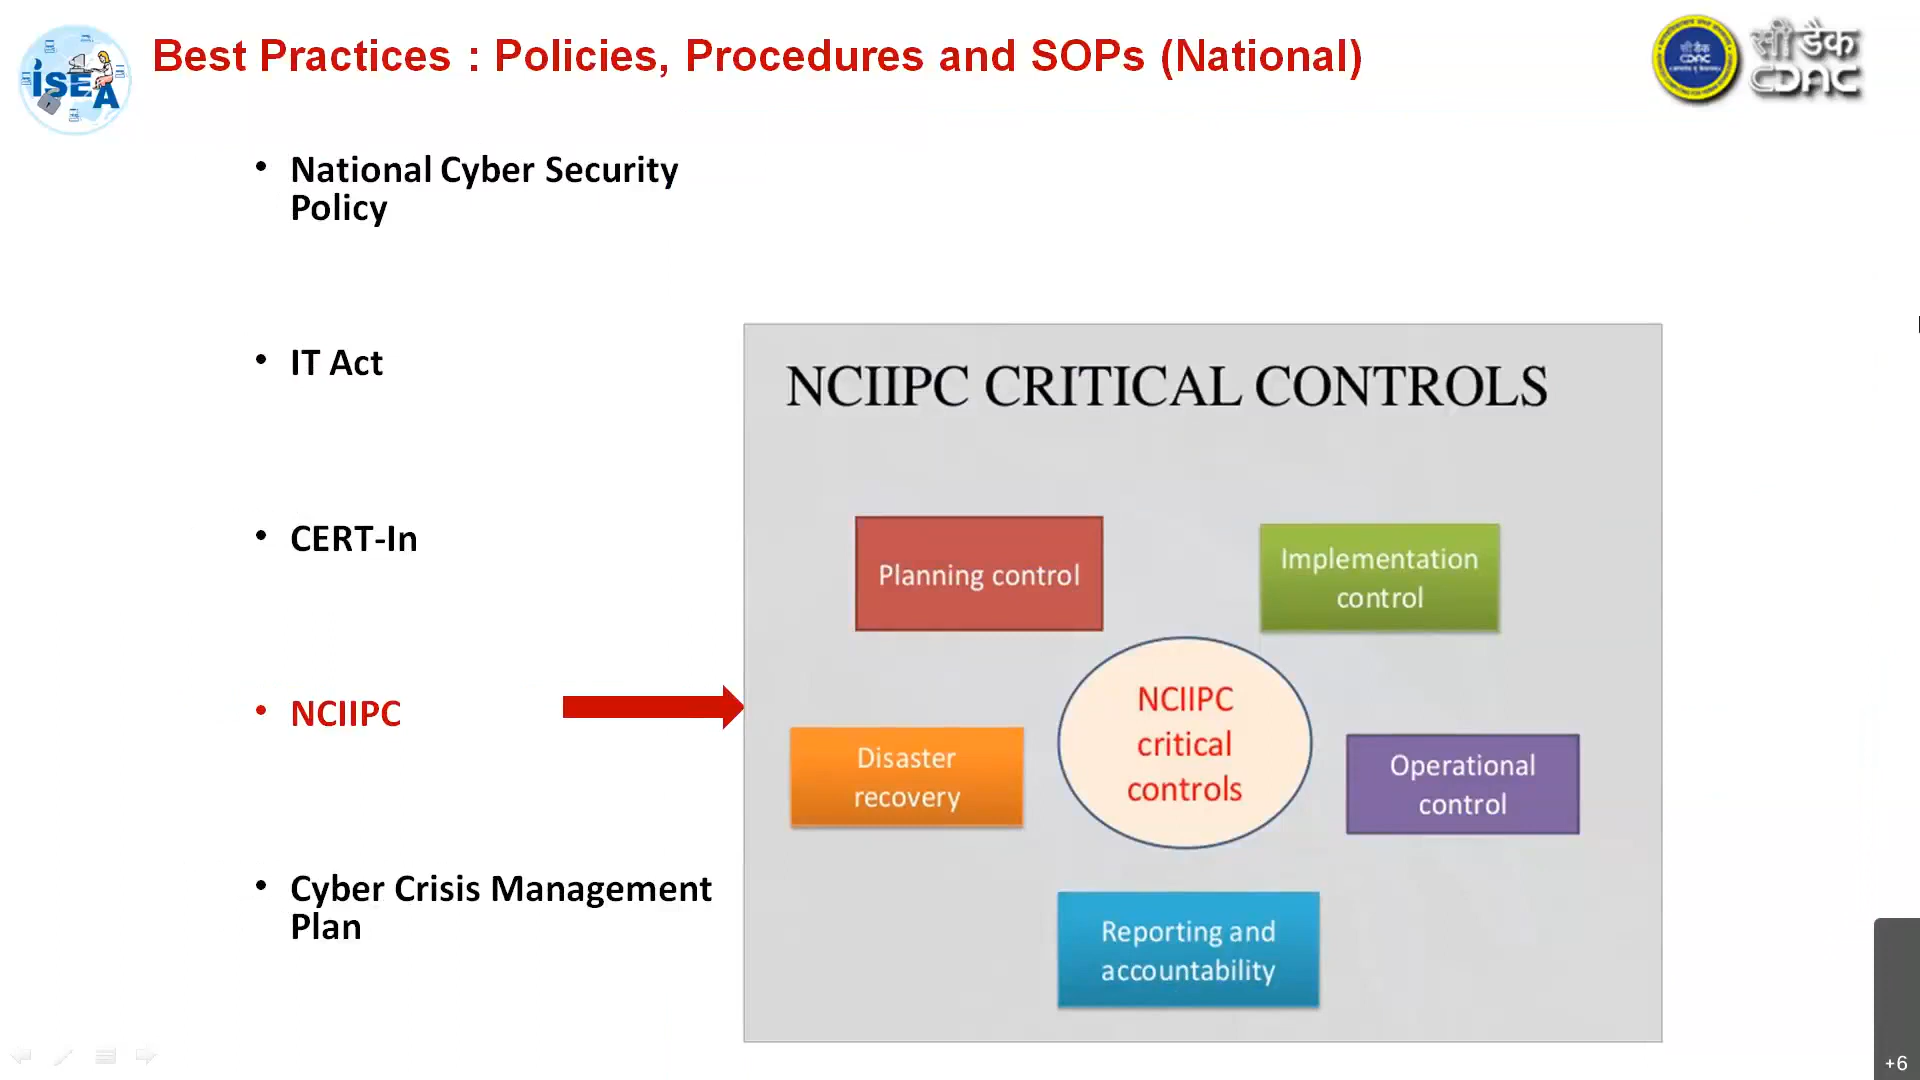 iSEA
Best Practices : Policies, Procedures and SOPs (National)
सी डैक
CDAC
सी डैक
CDAC
• National Cyber Security
Policy
• IT Act
• CERT-In
• NCIIPC
• Cyber Crisis Management
Plan
NCIIPC CRITICAL CONTROLS
Planning control
Implementation
control
NCIIPC
critical
controls
Disaster
recovery
Operational
control
Reporting and
accountability
+6